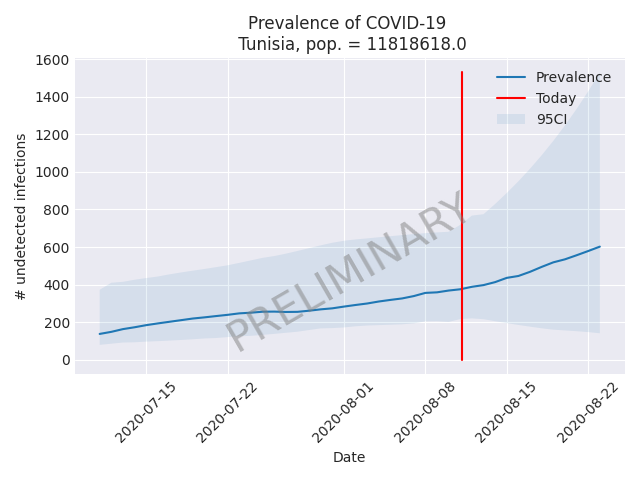 Prevalence of COVID-19
Tunisia, pop. = 11818618.0
1600
1400
1200
1000
800
600
400
200
0
# undetected infections
Prevalence
Today
95CI
PRELIMINARY
2020-07-15
2020-07-22
2020-08-01
2020-08-08
2020-08-15
2020-08-22
Date